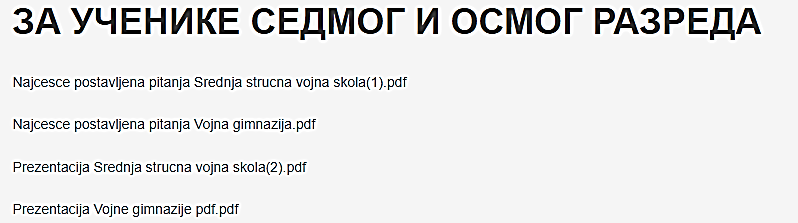 ЗА УЧЕНИКЕ СЕДМОГ И ОСМОГ РАЗРЕДА
Najcesce postavljena pitanja Srednja strucna vojna skola(1).pdf
Najcesce postavljena pitanja Vojna gimnazija.pdf
Prezentacija Srednja strucna vojna skola(2).pdf
Prezentacija Vojne gimnazije pdf.pdf